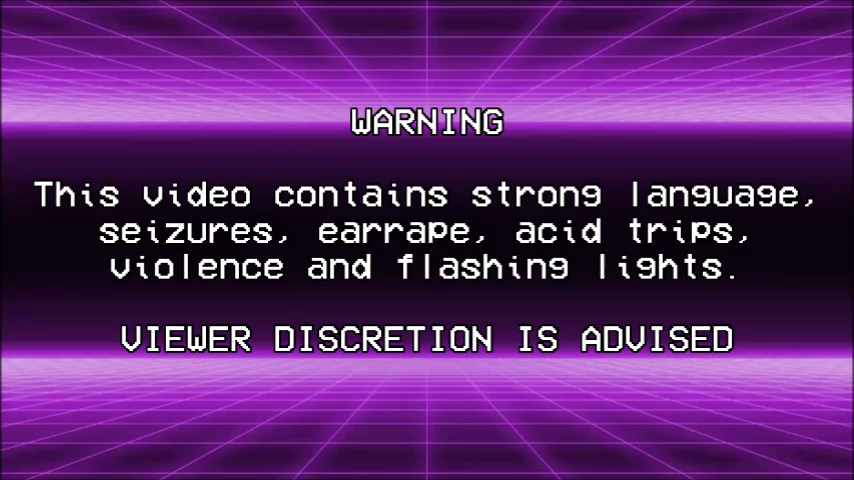 WARNING
This video contains strong language,
seizures, earrape, acid trips,
violence and flashing lights.
VIEWER DISCRETION IS ADVISED